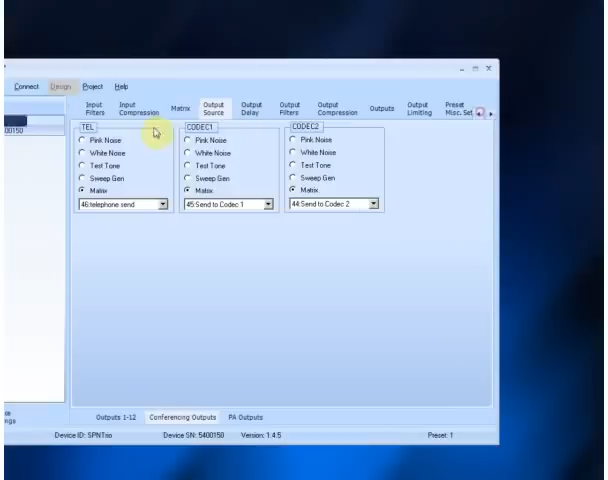 Connect Design Project Help
Input Filters
Input Compression
Matrix
Output Source
Output Delay
Output Filters
Output Compression
Outputs
Output Limiting
Preset Misc. Set
00150
TEL
Pink Noise
White Noise
Test Tone
Sweep Gen
Matrix
46:telephone send
CODEC1
Pink Noise
White Noise
Test Tone
Sweep Gen
Matrix
45:Send to Codec 1
CODEC2
Pink Noise
White Noise
Test Tone
Sweep Gen
Matrix
44:Send to Codec 2
ngs
Outputs 1-12 Conferencing Outputs PA Outputs
Device ID: SPNTrio Device SN: 5400150 Version: 1.4.5 Preset: 1